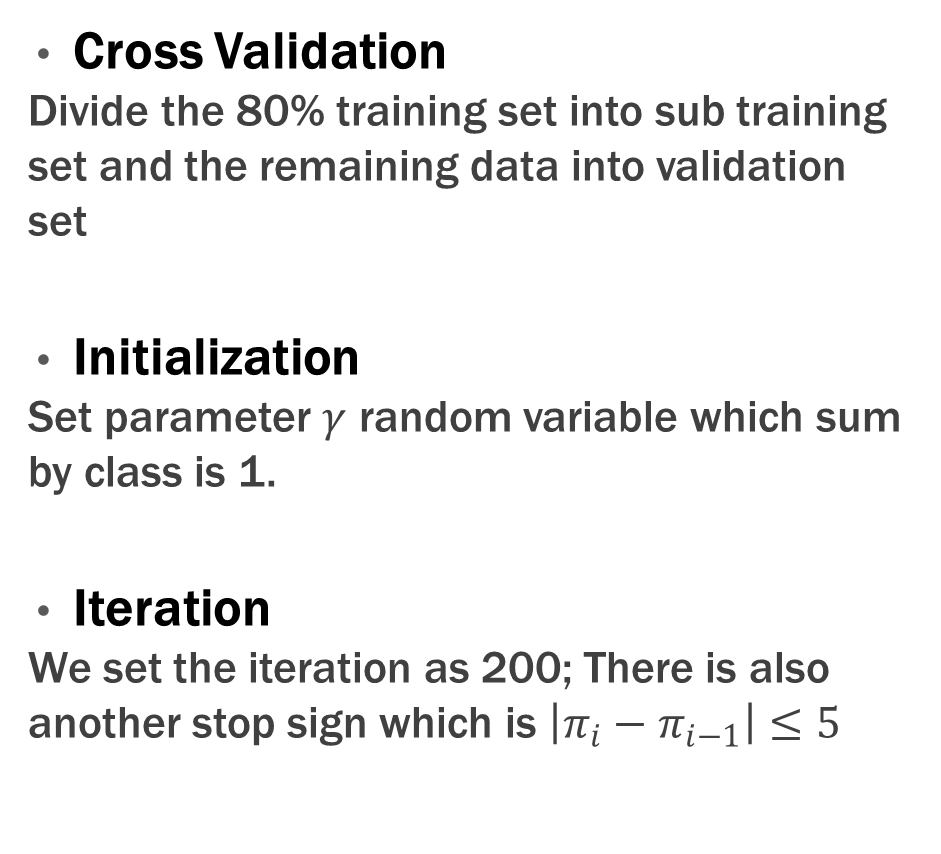 • Cross Validation
Divide the 80% training set into sub training
set and the remaining data into validation
set
• Initialization
Set parameter γ random variable which sum
by class is 1.
• Iteration
We set the iteration as 200; There is also
another stop sign which is |πᵢ − πᵢ₋₁| ≤ 5